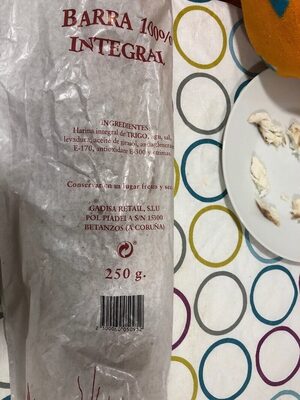 BARRA 100%
INTEGRAL
INGREDIENTES:
Harina integral de TRIGO, agua, sal,
levadura, aceite de girasol, antiaglomerante
E-170, antioxidante E-300 y enzimas.
Conservar en un lugar fresco y seco
GADISA RETAIL, S.L.U.
POL PIADELA S/N 15300
BETANZOS (A CORUÑA)
250 g.